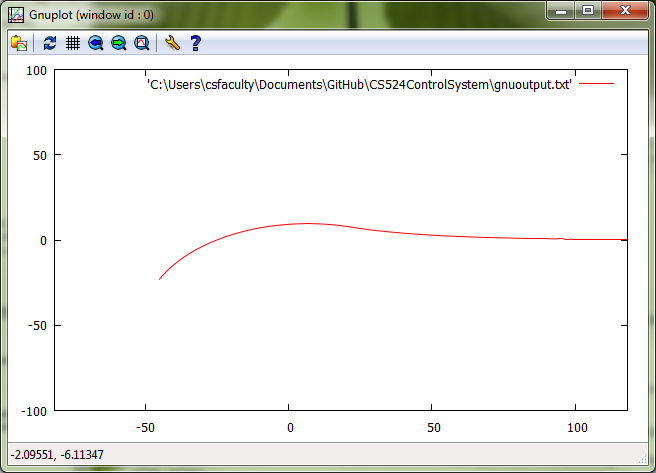 Gnuplot (window id : 0)
'C:\Users\csfaculty\Documents\GitHub\CS524ControlSystem\gnuoutput.txt'
100
50
0
-50
-100
-50 0 50 100
-2.09551, -6.11347